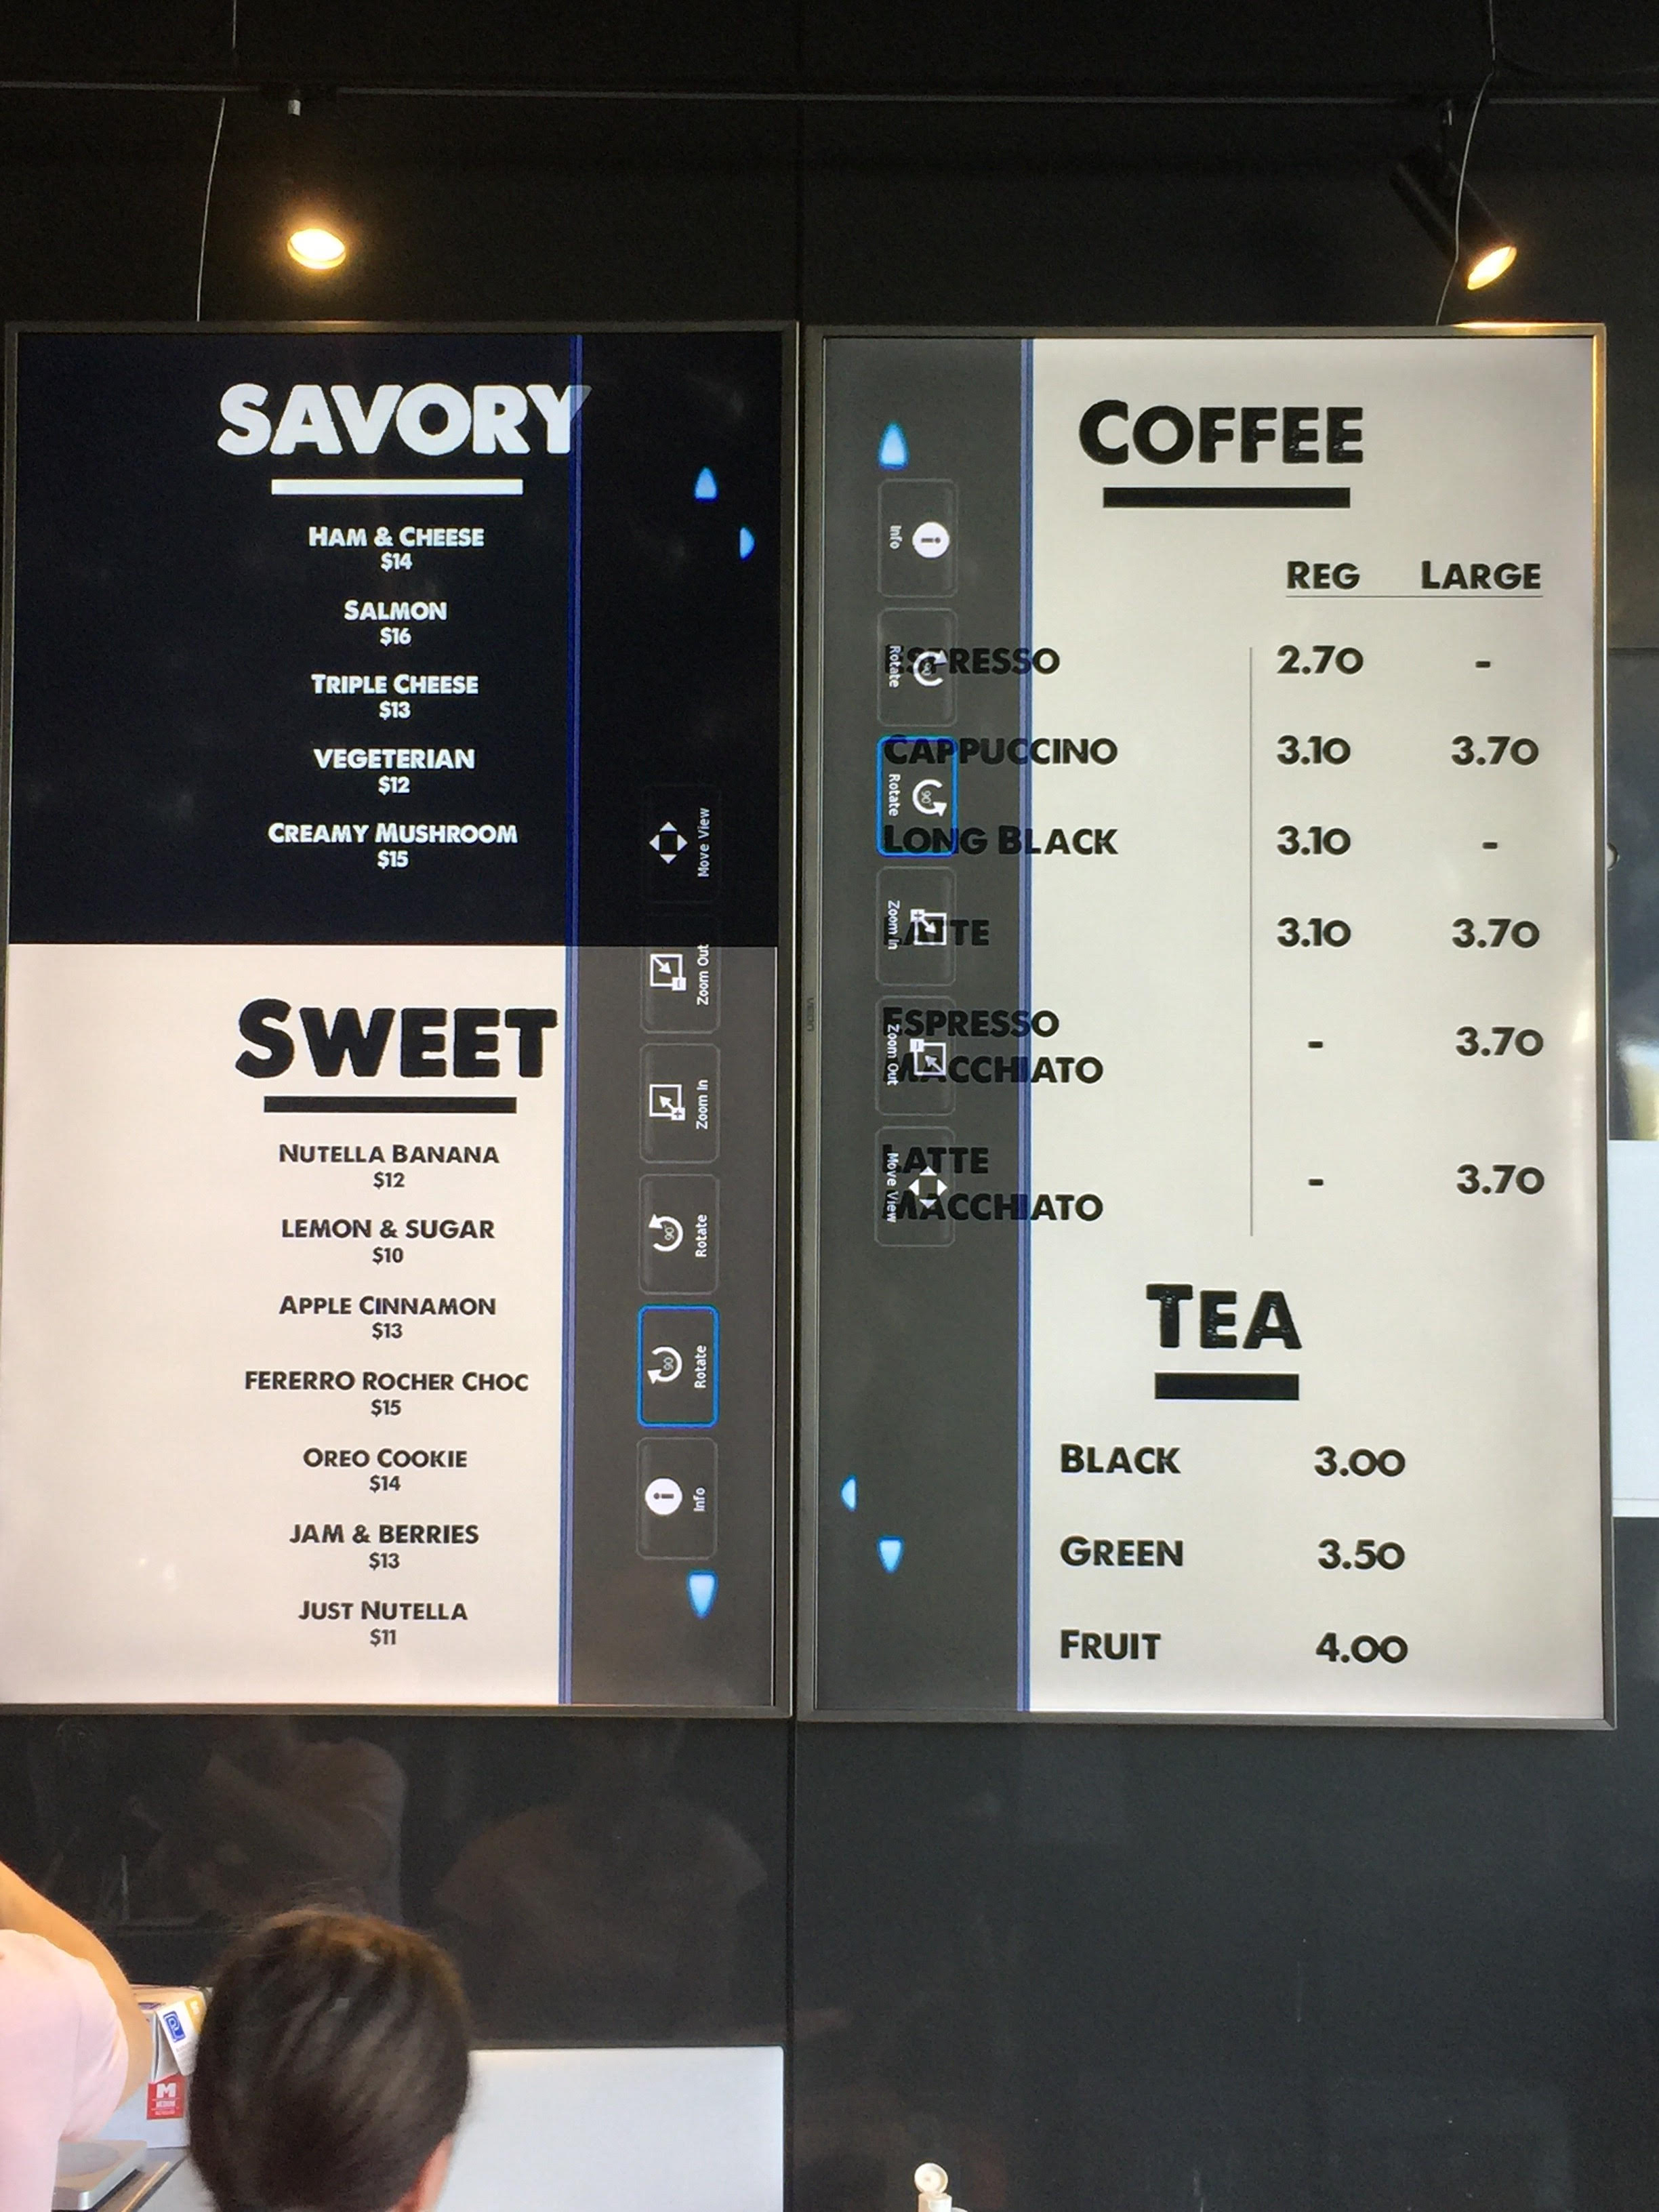 SAVORY
HAM & CHEESE
$14
SALMON
$16
TRIPLE CHEESE
$13
VEGETERIAN
$12
CREAMY MUSHROOM
$15
SWEET
NUTELLA BANANA
$12
LEMON & SUGAR
$10
APPLE CINNAMON
$13
FERERRO ROCHER CHOC
$15
OREO COOKIE
$14
JAM & BERRIES
$13
JUST NUTELLA
$11
Move View
Zoom Out
Zoom In
90° Rotate
90° Rotate
Info
COFFEE
REG LARGE
ESPRESSO 2.70 -
CAPPUCCINO 3.10 3.70
LONG BLACK 3.10 -
LATTE 3.10 3.70
ESPRESSO
MACCHIATO - 3.70
LATTE
MACCHIATO - 3.70
TEA
BLACK 3.00
GREEN 3.50
FRUIT 4.00
Info
Rotate
90° Rotate
Zoom In
Zoom Out
Move View
M